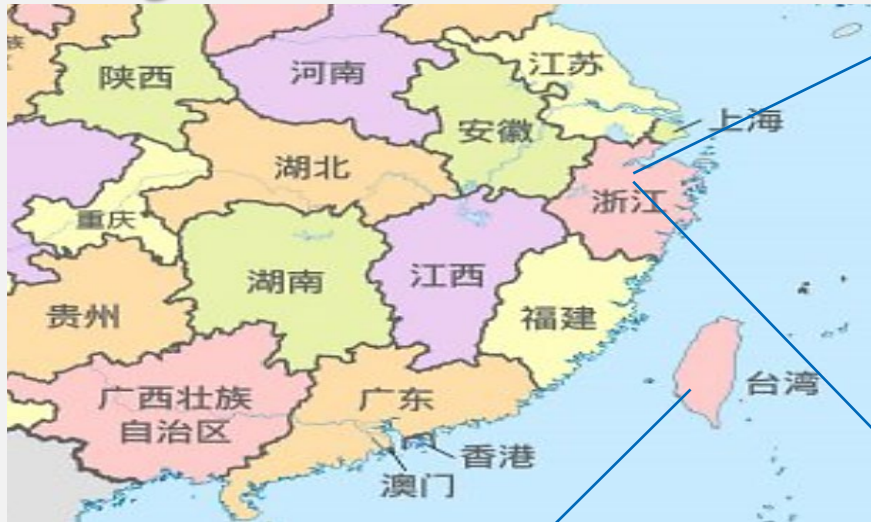 江苏
陕西
河南
上海
安徽
湖北
浙江
重庆
湖南
江西
贵州
福建
台湾
广西壮族
自治区
广东
香港
澳门